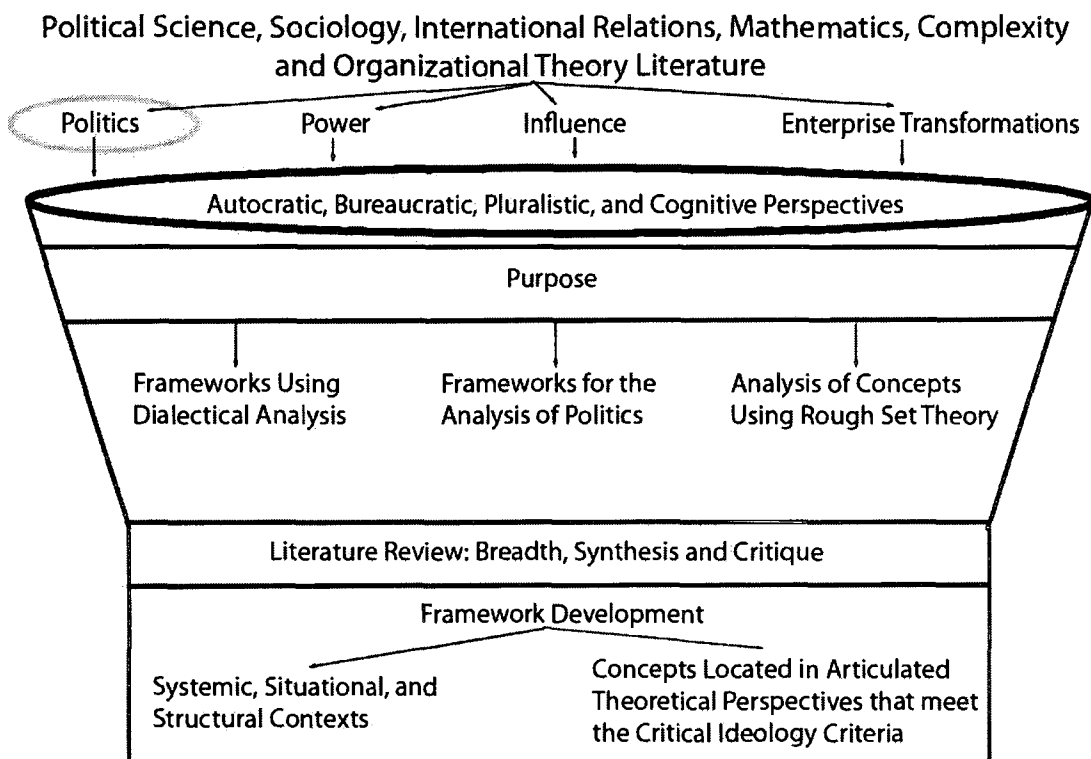 Political Science, Sociology, International Relations, Mathematics, Complexity
and Organizational Theory Literature
Politics Power Influence Enterprise Transformations
Autocratic, Bureaucratic, Pluralistic, and Cognitive Perspectives
Purpose
Frameworks Using
Dialectical Analysis
Frameworks for the
Analysis of Politics
Analysis of Concepts
Using Rough Set Theory
Literature Review: Breadth, Synthesis and Critique
Framework Development
Systemic, Situational, and
Structural Contexts
Concepts Located in Articulated
Theoretical Perspectives that meet
the Critical Ideology Criteria